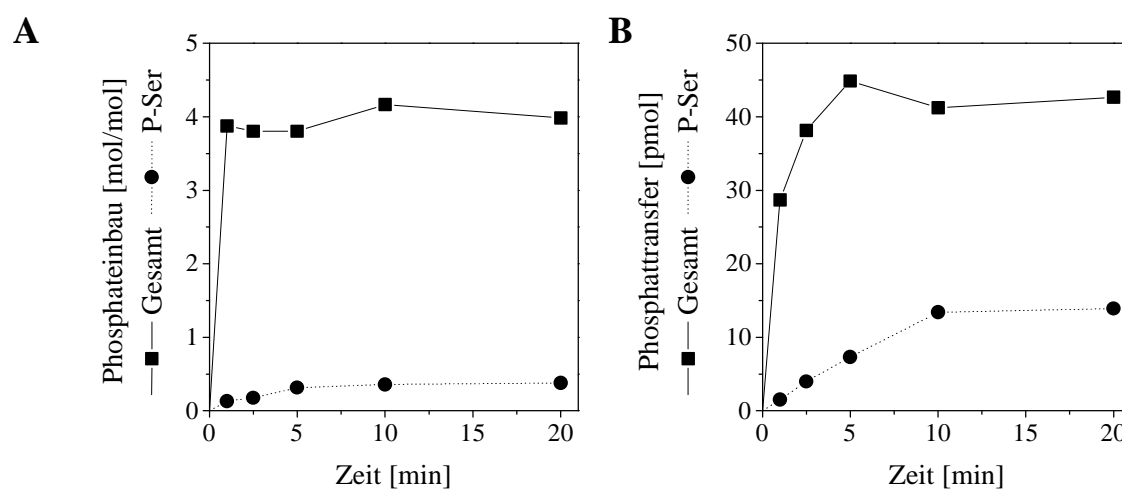 A
Phosphateinbau [mol/mol]
Gesamt P-Ser
5
4
3
2
1
0
0 5 10 15 20
Zeit [min]
B
Phosphattransfer [pmol]
Gesamt P-Ser
50
40
30
20
10
0
0 5 10 15 20
Zeit [min]